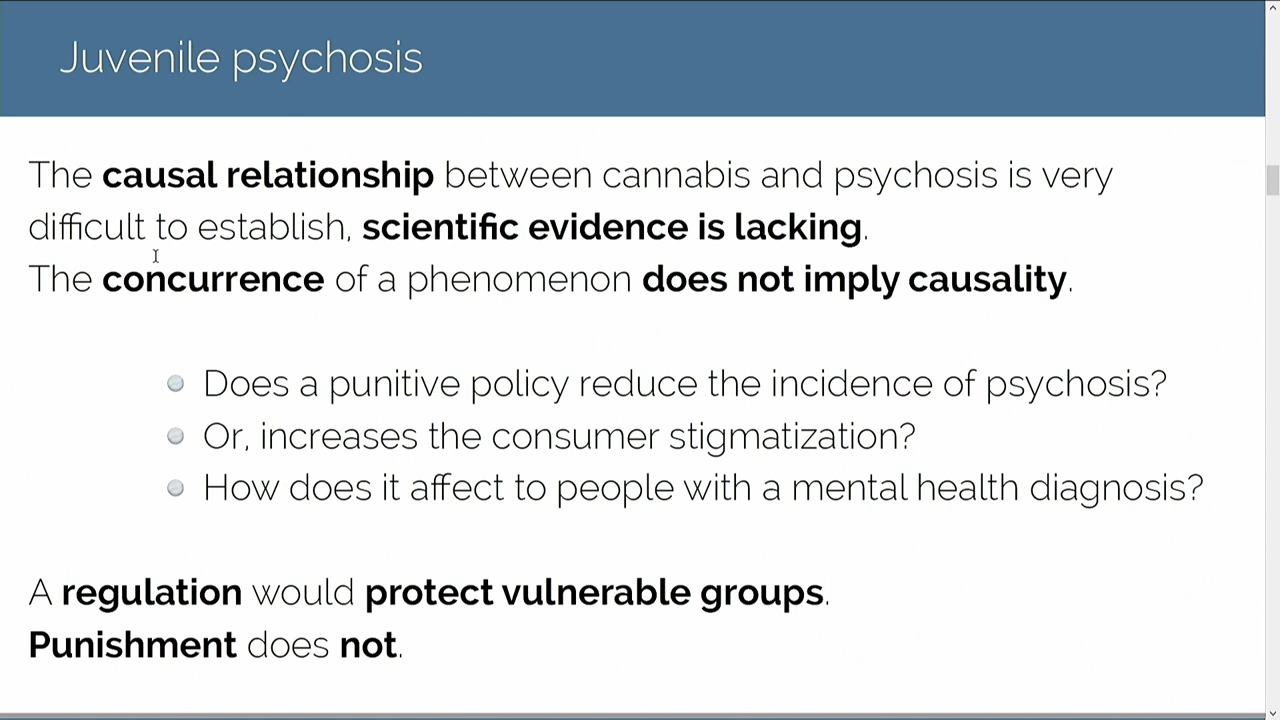 Juvenile psychosis
The causal relationship between cannabis and psychosis is very
difficult to establish, scientific evidence is lacking.
The concurrence of a phenomenon does not imply causality.
Does a punitive policy reduce the incidence of psychosis?
Or, increases the consumer stigmatization?
How does it affect to people with a mental health diagnosis?
A regulation would protect vulnerable groups.
Punishment does not.